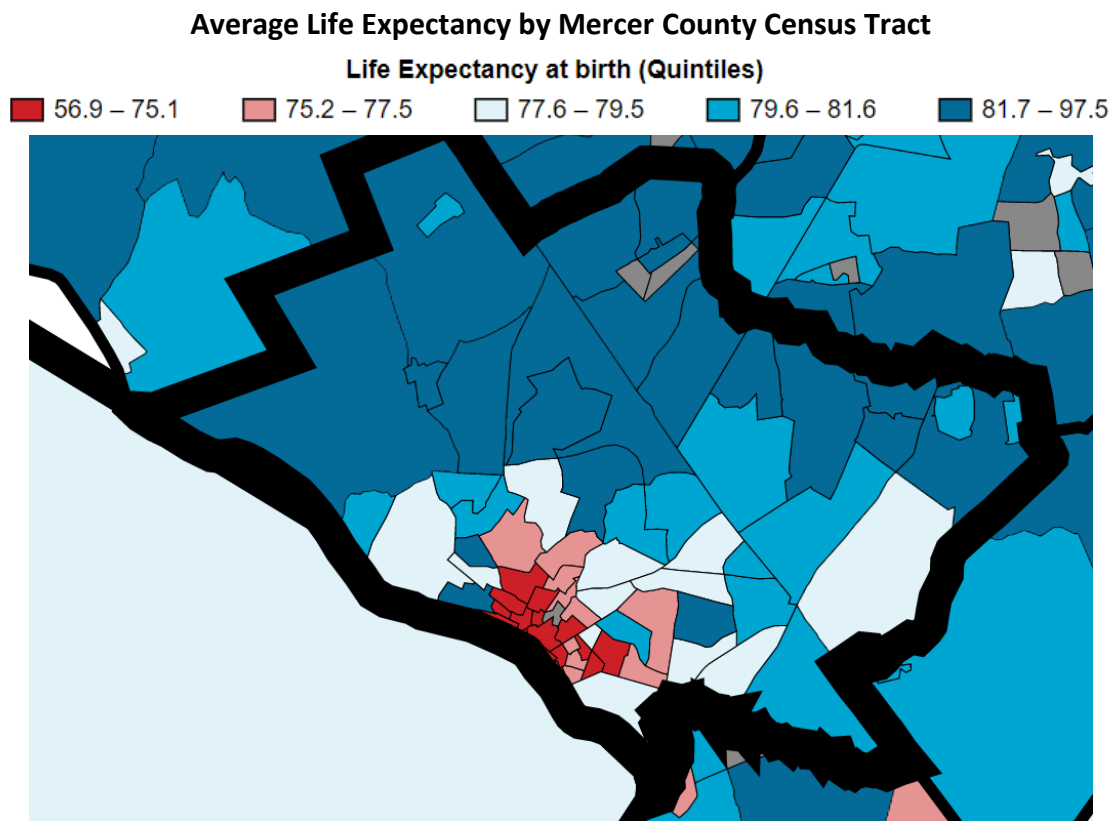 Average Life Expectancy by Mercer County Census Tract
Life Expectancy at birth (Quintiles)
56.9 – 75.1 75.2 – 77.5 77.6 – 79.5 79.6 – 81.6 81.7 – 97.5